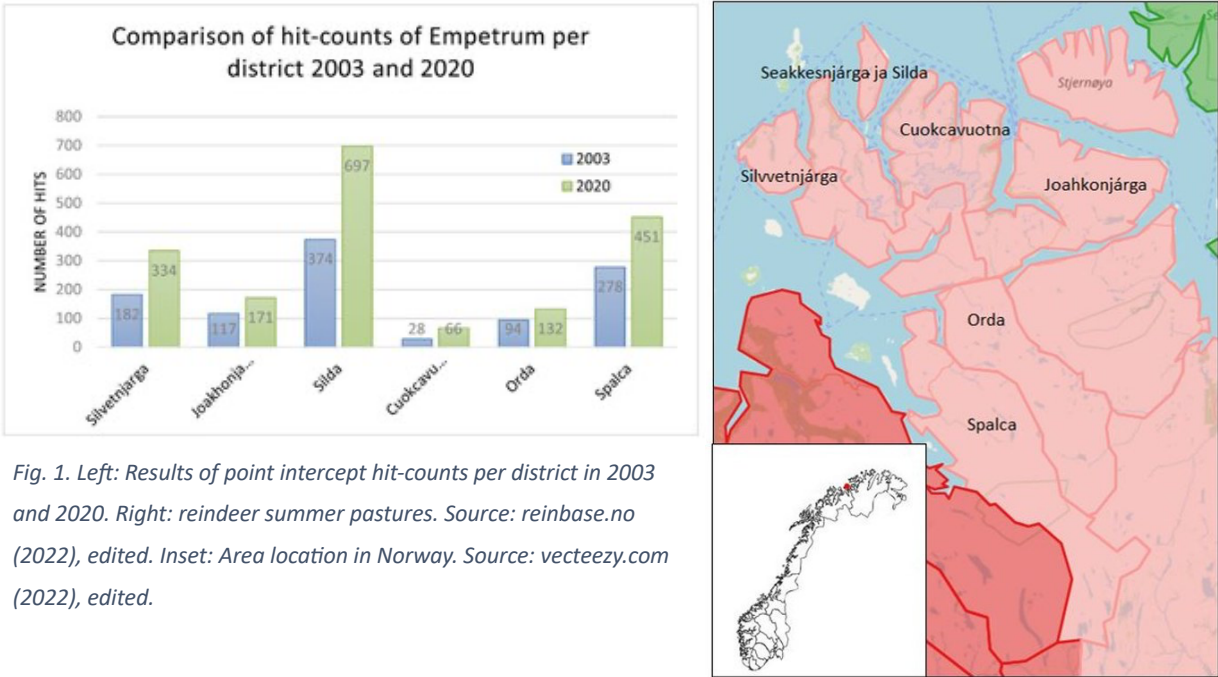 Comparison of hit-counts of Empetrum per
district 2003 and 2020
800
700
600
500
400
300
200
100
0
NUMBER OF HITS
2003
2020
182
334
117
171
374
697
28
66
94
132
278
451
Silvetnjarga
Joakhonja...
Silda
Cuokcavu...
Orda
Spalca
Fig. 1. Left: Results of point intercept hit-counts per district in 2003
and 2020. Right: reindeer summer pastures. Source: reinbase.no
(2022), edited. Inset: Area location in Norway. Source: vecteezy.com
(2022), edited.
Seakkesnjárga ja Silda
Stjernøya
Cuokcavuotna
Silvvetnjárga
Joahkonjárga
Orda
Spalca